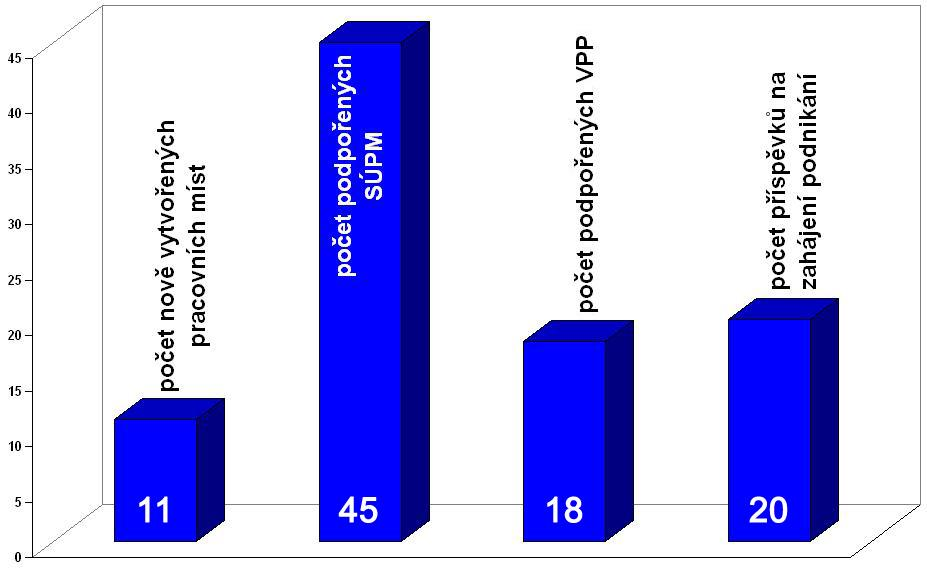 45
40
35
30
25
20
15
10
5
0
počet nově vytvořených
pracovních míst
11
počet podpořených
SÚPM
45
počet podpořených VPP
18
počet příspěvků na
zahájení podnikání
20